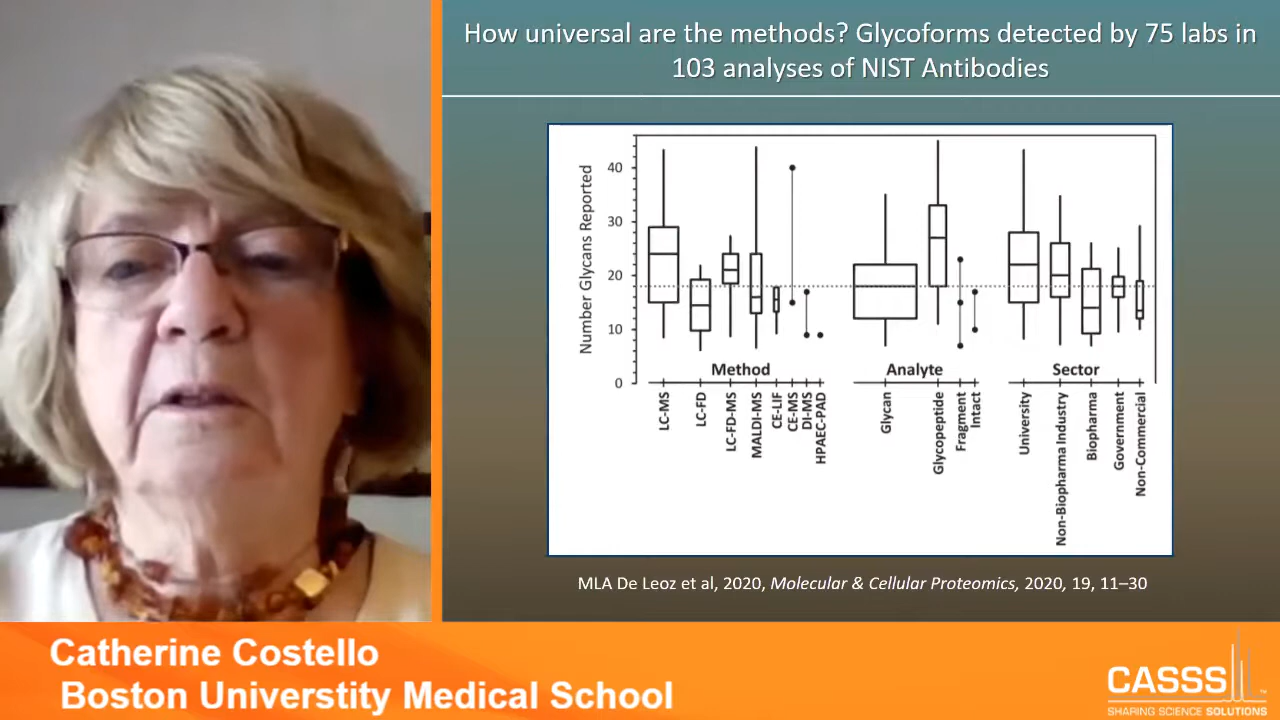 How universal are the methods? Glycoforms detected by 75 labs in
103 analyses of NIST Antibodies
Number Glycans Reported
40
30
20
10
0
Method
Analyte
Sector
LC-MS
LC-FD
LC-FD-MS
MALDI-MS
CE-LIF
CE-MS
DI-MS
HPAEC-PAD
Glycan
Glycopeptide
Fragment
Intact
University
Non-Biopharma Industry
Biopharma
Government
Non-Commercial
MLA De Leoz et al, 2020, Molecular & Cellular Proteomics, 2020, 19, 11–30
Catherine Costello
Boston Universtity Medical School
CASSS™
SHARING SCIENCE SOLUTIONS